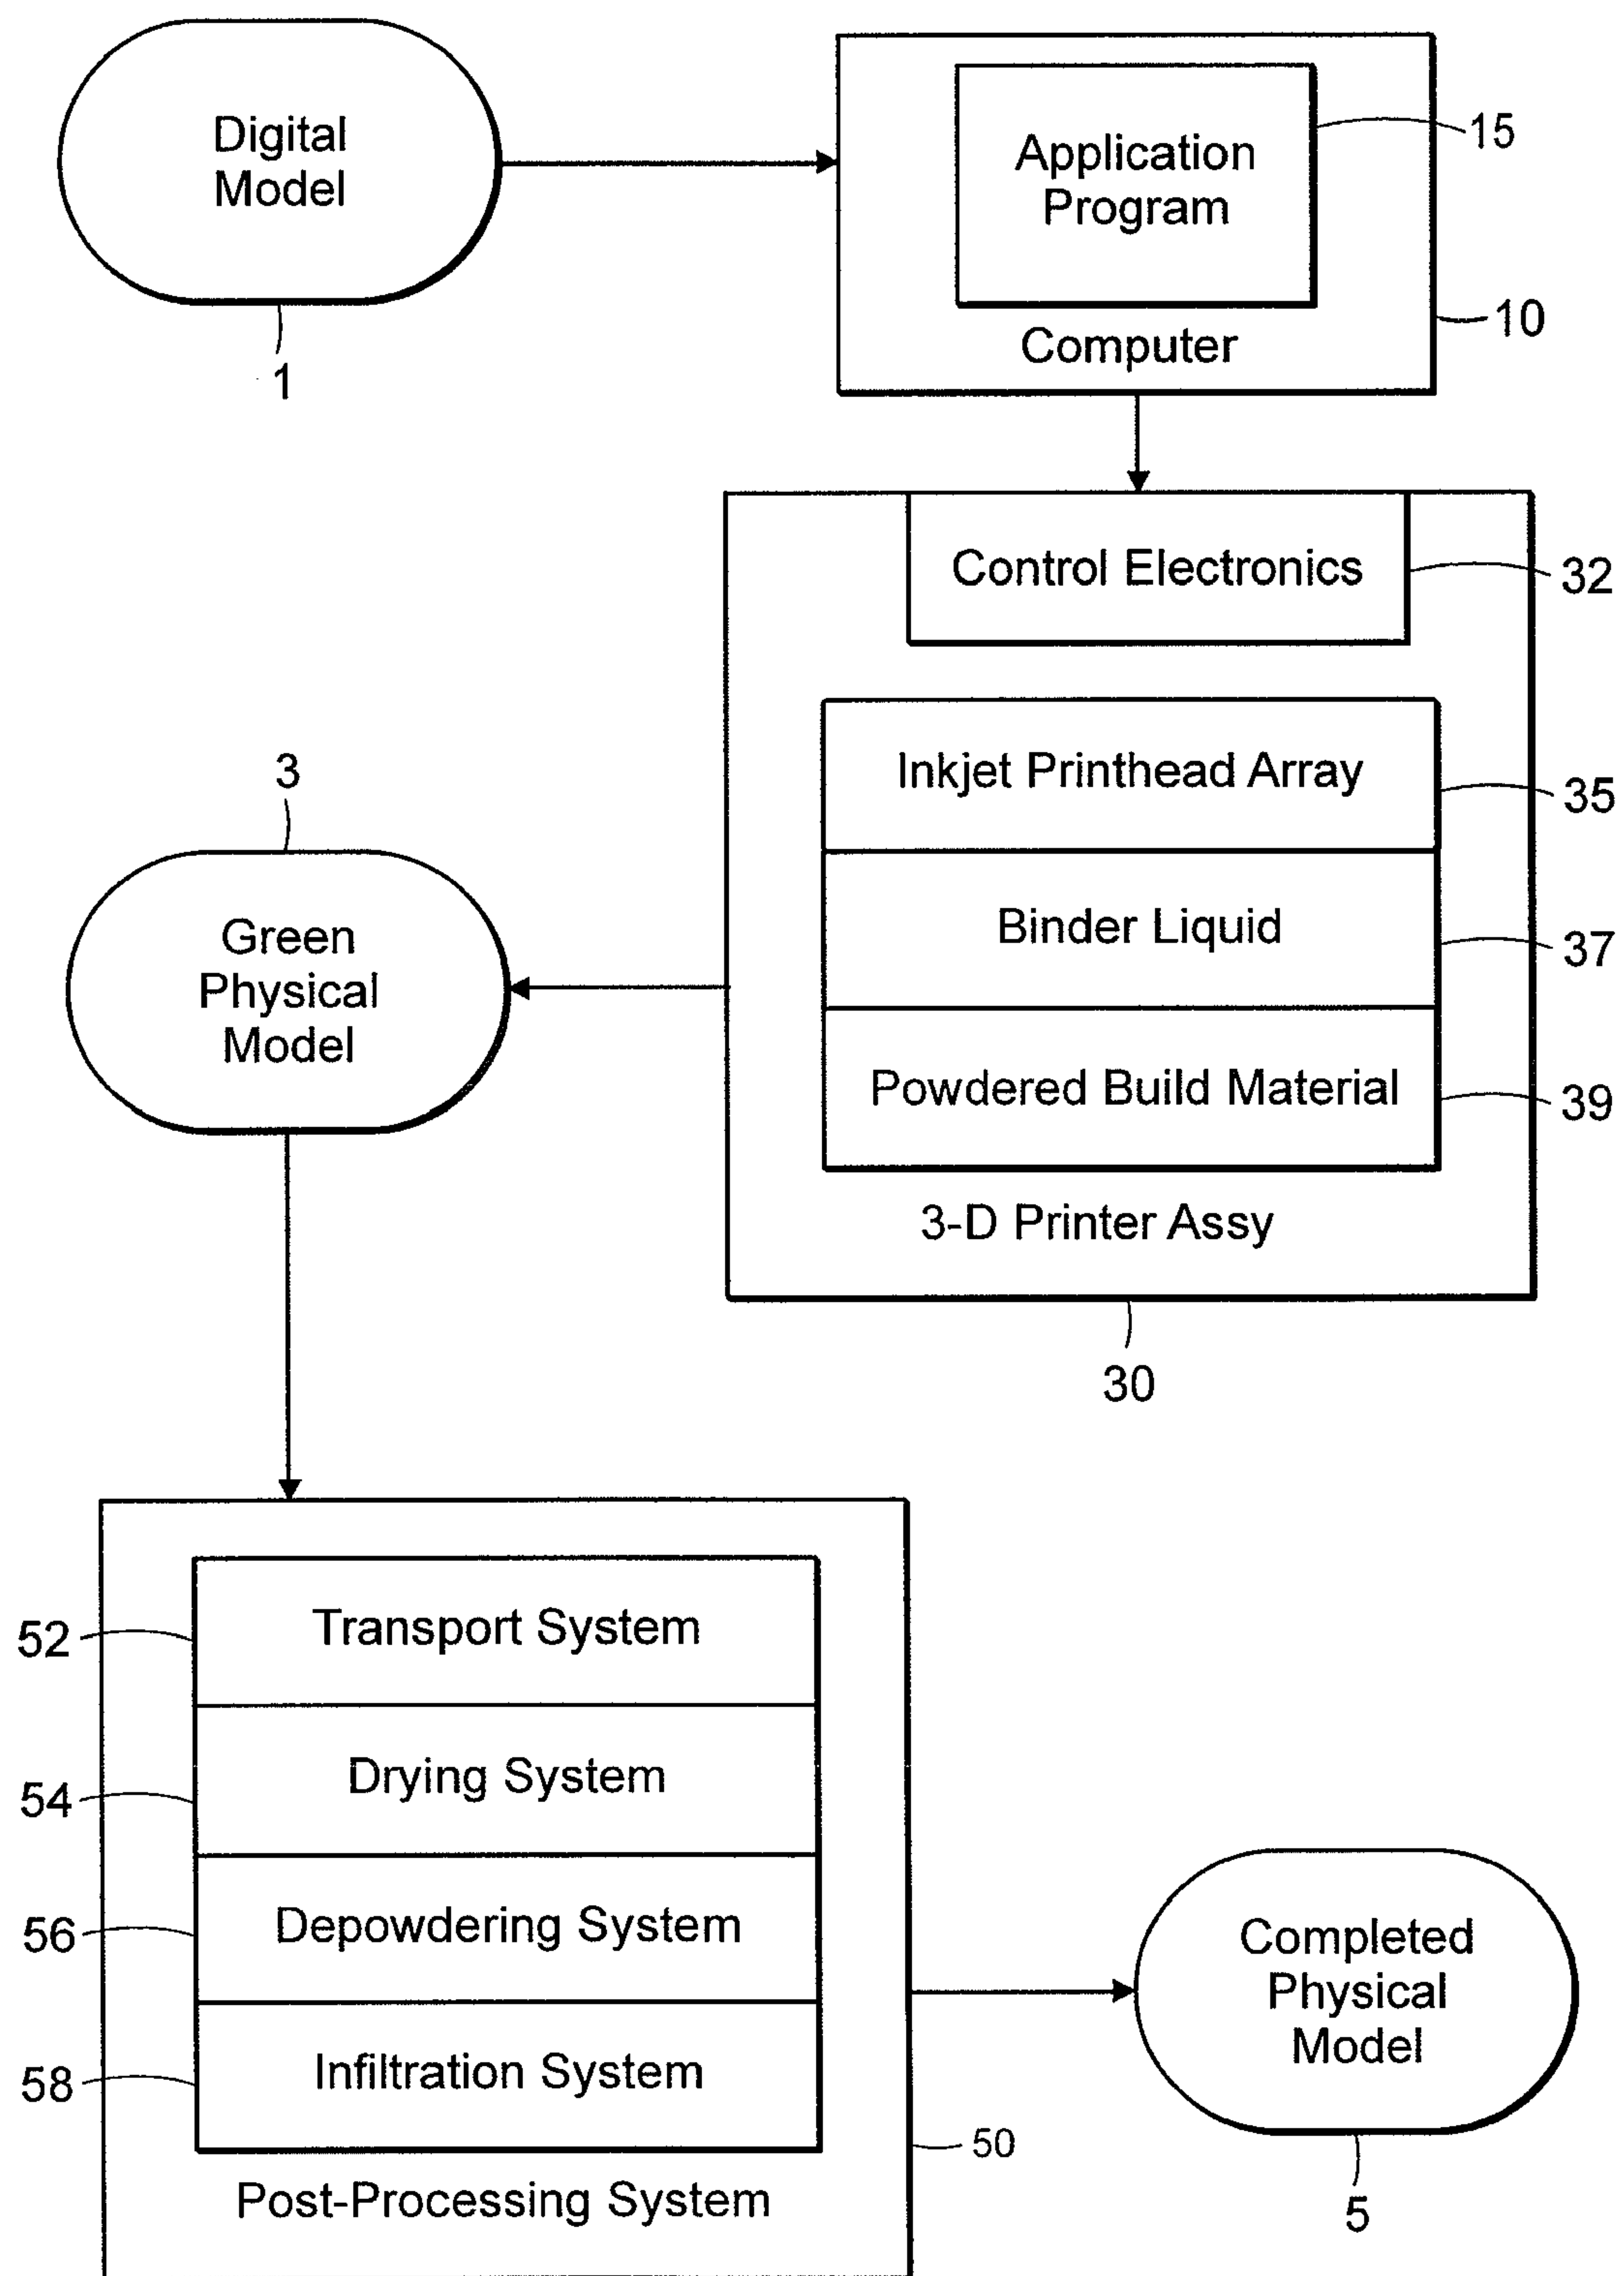 Digital
Model
1
Application
Program
15
Computer
10
Control Electronics
32
Inkjet Printhead Array
35
Binder Liquid
37
Powdered Build Material
39
3-D Printer Assy
30
3
Green
Physical
Model
Transport System
52
Drying System
54
Depowdering System
56
Infiltration System
58
Post-Processing System
50
Completed
Physical
Model
5